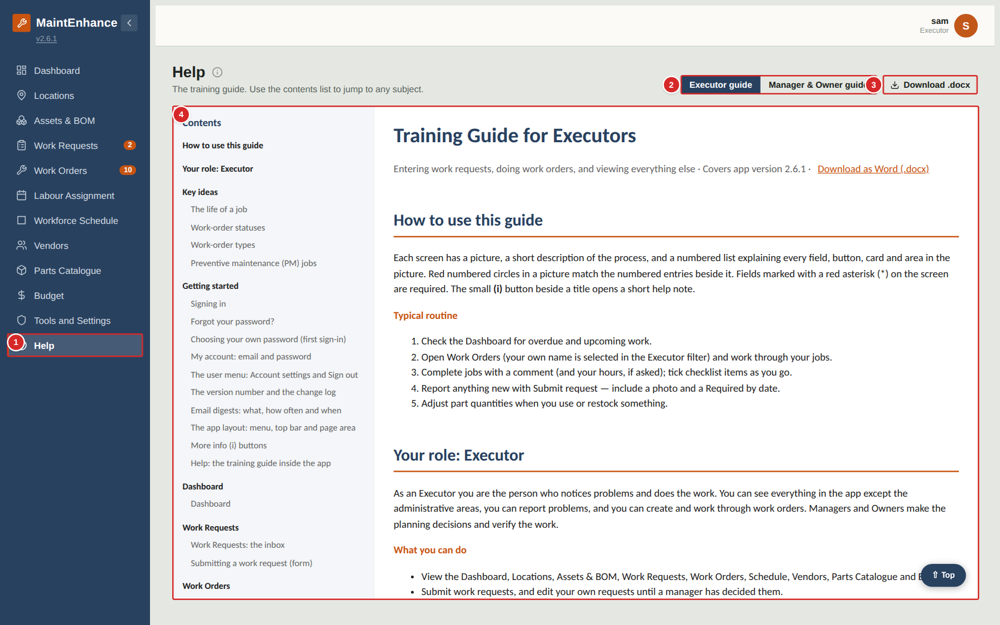 MaintEnhance
v2.6.1
Dashboard
Locations
Assets & BOM
Work Requests 2
Work Orders 10
Labour Assignment
Workforce Schedule
Vendors
Parts Catalogue
Budget
Tools and Settings
1 Help
sam
Executor
S
Help
The training guide. Use the contents list to jump to any subject.
2 Executor guide Manager & Owner guide 3 Download .docx
4
Contents
How to use this guide
Your role: Executor
Key ideas
The life of a job
Work-order statuses
Work-order types
Preventive maintenance (PM) jobs
Getting started
Signing in
Forgot your password?
Choosing your own password (first sign-in)
My account: email and password
The user menu: Account settings and Sign out
The version number and the change log
Email digests: what, how often and when
The app layout: menu, top bar and page area
More info (i) buttons
Help: the training guide inside the app
Dashboard
Dashboard
Work Requests
Work Requests: the inbox
Submitting a work request (form)
Work Orders
Training Guide for Executors
Entering work requests, doing work orders, and viewing everything else · Covers app version 2.6.1 · Download as Word (.docx)
How to use this guide
Each screen has a picture, a short description of the process, and a numbered list explaining every field, button, card and area in the
picture. Red numbered circles in a picture match the numbered entries beside it. Fields marked with a red asterisk (*) on the screen
are required. The small (i) button beside a title opens a short help note.
Typical routine
1. Check the Dashboard for overdue and upcoming work.
2. Open Work Orders (your own name is selected in the Executor filter) and work through your jobs.
3. Complete jobs with a comment (and your hours, if asked); tick checklist items as you go.
4. Report anything new with Submit request — include a photo and a Required by date.
5. Adjust part quantities when you use or restock something.
Your role: Executor
As an Executor you are the person who notices problems and does the work. You can see everything in the app except the
administrative areas, you can report problems, and you can create and work through work orders. Managers and Owners make the
planning decisions and verify the work.
What you can do
• View the Dashboard, Locations, Assets & BOM, Work Requests, Work Orders, Schedule, Vendors, Parts Catalogue and
• Submit work requests, and edit your own requests until a manager has decided them.
⇧ Top